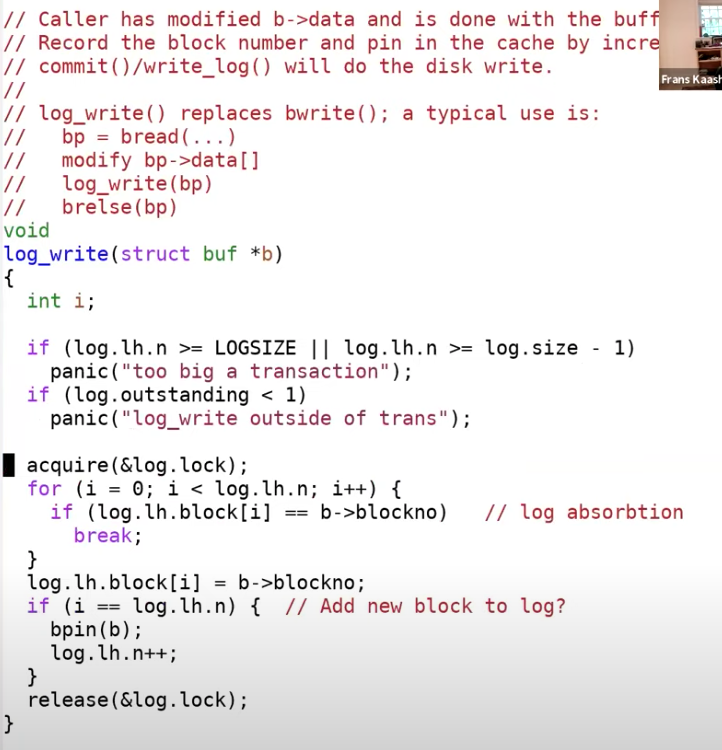 // Caller has modified b->data and is done with the buff
// Record the block number and pin in the cache by incre
// commit()/write_log() will do the disk write.
//
// log_write() replaces bwrite(); a typical use is:
//   bp = bread(...)
//   modify bp->data[]
//   log_write(bp)
//   brelse(bp)
void
log_write(struct buf *b)
{
  int i;

  if (log.lh.n >= LOGSIZE || log.lh.n >= log.size - 1)
    panic("too big a transaction");
  if (log.outstanding < 1)
    panic("log_write outside of trans");

  acquire(&log.lock);
  for (i = 0; i < log.lh.n; i++) {
    if (log.lh.block[i] == b->blockno)   // log absorbtion
      break;
  }
  log.lh.block[i] = b->blockno;
  if (i == log.lh.n) {  // Add new block to log?
    bpin(b);
    log.lh.n++;
  }
  release(&log.lock);
}
Frans Kaash